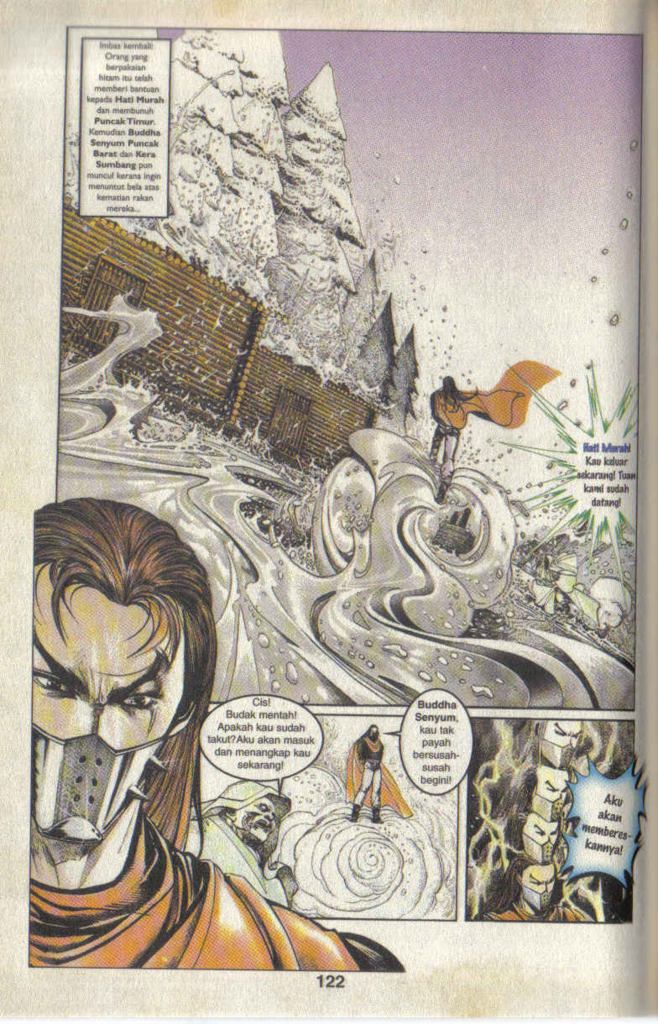 Imbas kembali:
Orang yang
berpakaian
hitam itu telah
memberi bantuan
kepada Hati Murah
dan membunuh
Puncak Timur.
Kemudian Buddha
Senyum Puncak
Barat dan Kera
Sumbang pun
muncul kerana ingin
menuntut bela atas
kematian rakan
mereka...
Hati Murah!
Kau keluar
sekarang! Tuan
kami sudah
datang!
Cis!
Budak mentah!
Apakah kau sudah
takut?Aku akan masuk
dan menangkap kau
sekarang!
Buddha
Senyum,
kau tak
payah
bersusah-
susah
begini!
Aku
akan
memberes-
kannya!
122